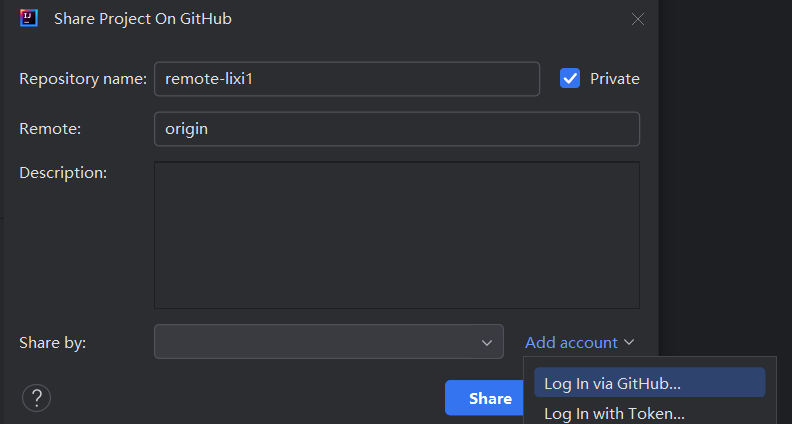 IJ
Share Project On GitHub
Repository name: remote-lixi1 Private
Remote: origin
Description:
Share by: Add account
Log In via GitHub...
? Share
Log In with Token...